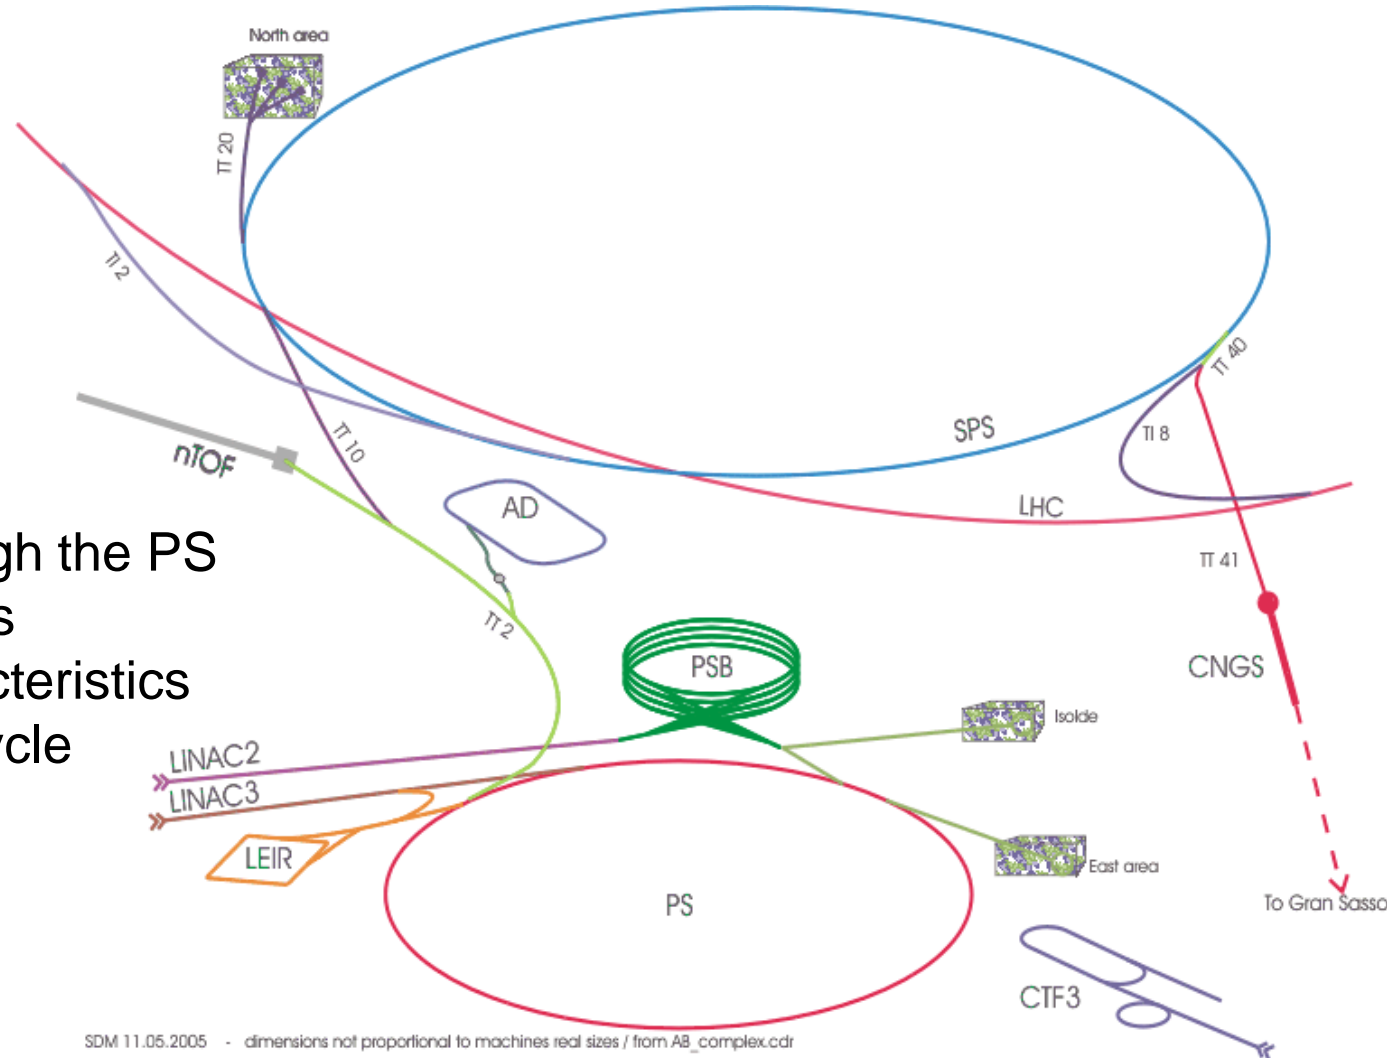 North area
TT 20
TI 2
TT 40
SPS
TI 8
nTOF
TT 10
AD
LHC
gh the PS
s
cteristics
ycle
TT 41
TT 2
PSB
CNGS
Isolde
LINAC2
LINAC3
LEIR
East area
PS
To Gran Sasso
CTF3
SDM 11.05.2005 - dimensions not proportional to machines real sizes / from AB_complex.cdr